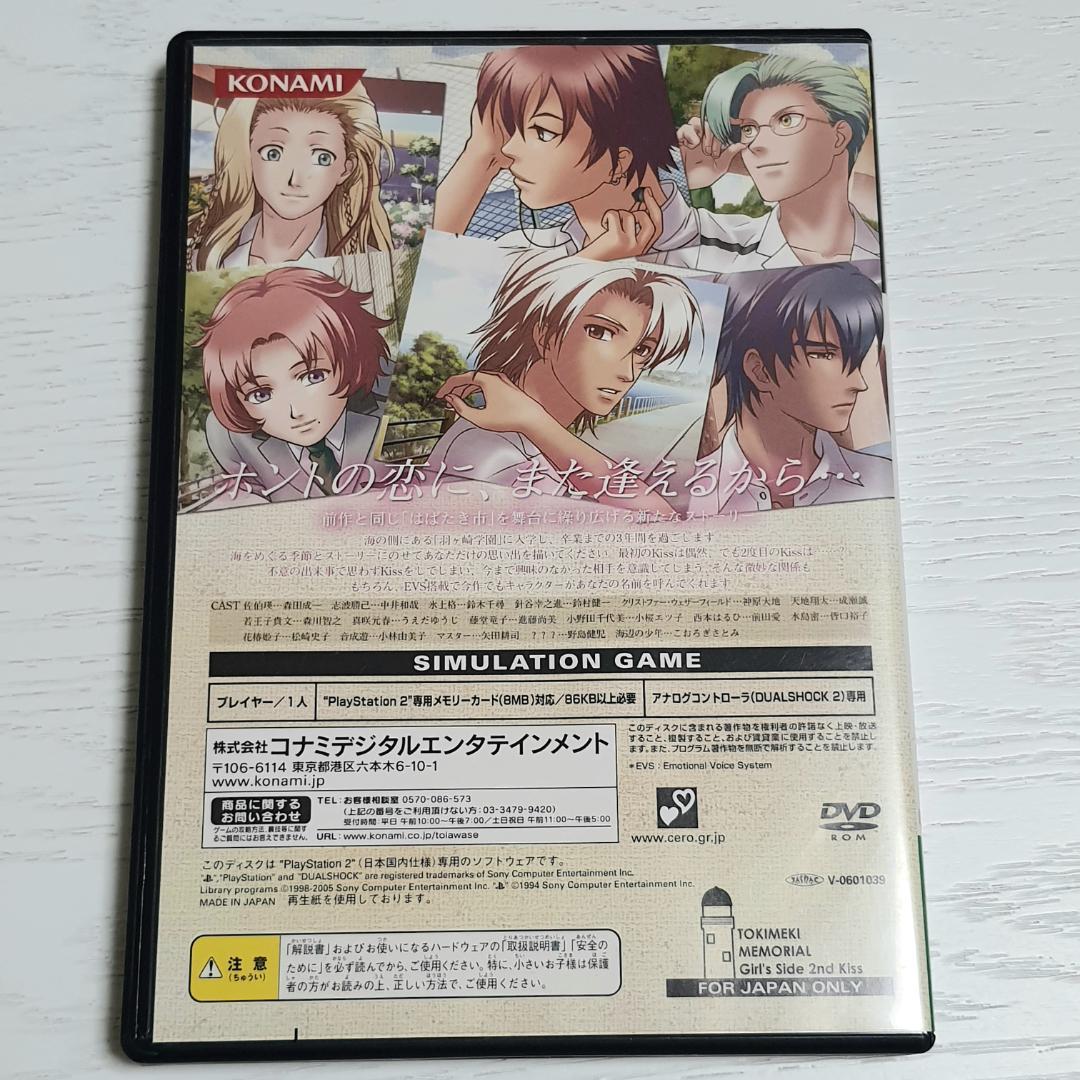 KONAMI
ホントの恋に、また逢えるから…
前作と同じ「はばたき市」を舞台に繰り広げる新たなストーリー
海の側にある「羽ヶ崎学園」に入学し、卒業までの3年間を過ごします。
海をめぐる季節とストーリーにのせてあなただけの思い出を描いてください。最初のKissは偶然、でも2度目のKissは……?
不意の出来事で思わずKissをしてしまい、今まで興味のなかった相手を意識してしまう。そんな微妙な関係も
もちろん、EVS搭載で今作でもキャラクターがあなたの名前を呼んでくれます。
CAST 佐伯瑛…森田成一 志波勝己…中井和哉 氷上格…鈴木千尋 針谷幸之進…鈴村健一 クリストファー・ウェザーフィールド…神原大地 天地翔太…成瀬誠
若王子貴文…森川智之 真咲元春…うえだゆうじ 藤堂竜子…進藤尚美 小野田千代美…小桜エツ子 西本はるひ…前田愛 水島密…皆口裕子
花椿姫子…松崎史子 音成遊…小林由美子 マスター…矢田耕司 ???…野島健児 海辺の少年…こおろぎさとみ
SIMULATION GAME
プレイヤー/1人 "PlayStation 2"専用メモリーカード(8MB)対応/86KB以上必要 アナログコントローラ(DUALSHOCK 2)専用
株式会社コナミデジタルエンタテインメント
〒106-6114 東京都港区六本木6-10-1
www.konami.jp
商品に関する
お問い合わせ
ゲームの攻略方法、裏技等に関す
るご質問にはお答えできません。
TEL:お客様相談室 0570-086-573
(上記の番号をご利用頂けない方:03-3479-9420)
受付時間:平日 午前10:00〜午後7:00/土日祝日 午前11:00〜午後5:00
URL:www.konami.co.jp/toiawase
このディスクに含まれる著作物を権利者の許諾なく上映・放送
すること、複製すること、および賃貸業に使用することを禁止し
ます。また、プログラム著作物を無断で解析することを禁止します。
*EVS : Emotional Voice System
www.cero.gr.jp
DVD
ROM
このディスクは "PlayStation 2" (日本国内仕様)専用のソフトウェアです。
"PlayStation" and "DUALSHOCK" are registered trademarks of Sony Computer Entertainment Inc.
Library programs ©1998-2005 Sony Computer Entertainment Inc. ©1994 Sony Computer Entertainment Inc.
MADE IN JAPAN 再生紙を使用しております。
V-0601039
注意
(ちゅうい)
「解説書」およびお使いになるハードウェアの「取扱説明書」「安全の
ために」を必ず読んでから、ご使用ください。特に、小さいお子様は保護
者の方がお読みの上、正しい方法で、ご使用ください。
TOKIMEKI
MEMORIAL
Girl's Side 2nd Kiss
FOR JAPAN ONLY